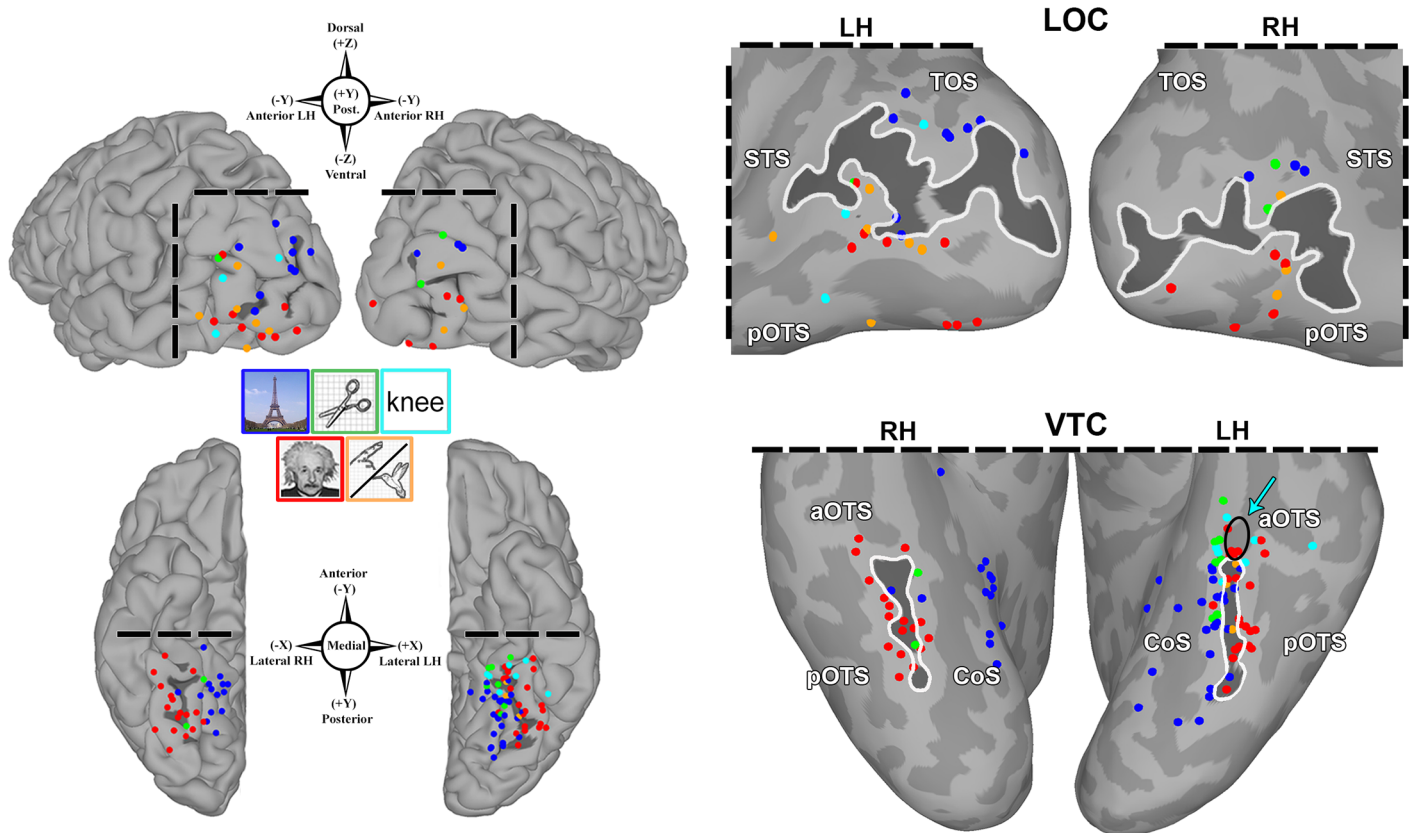 Dorsal
(+Z)
(-Y)
Anterior LH
(+Y)
Post.
(-Y)
Anterior RH
(-Z)
Ventral
knee
Anterior
(-Y)
(-X)
Lateral RH
Medial
(+X)
Lateral LH
(+Y)
Posterior
LOC
LH
RH
TOS
STS
pOTS
TOS
STS
pOTS
VTC
RH
LH
aOTS
pOTS
CoS
aOTS
CoS
pOTS